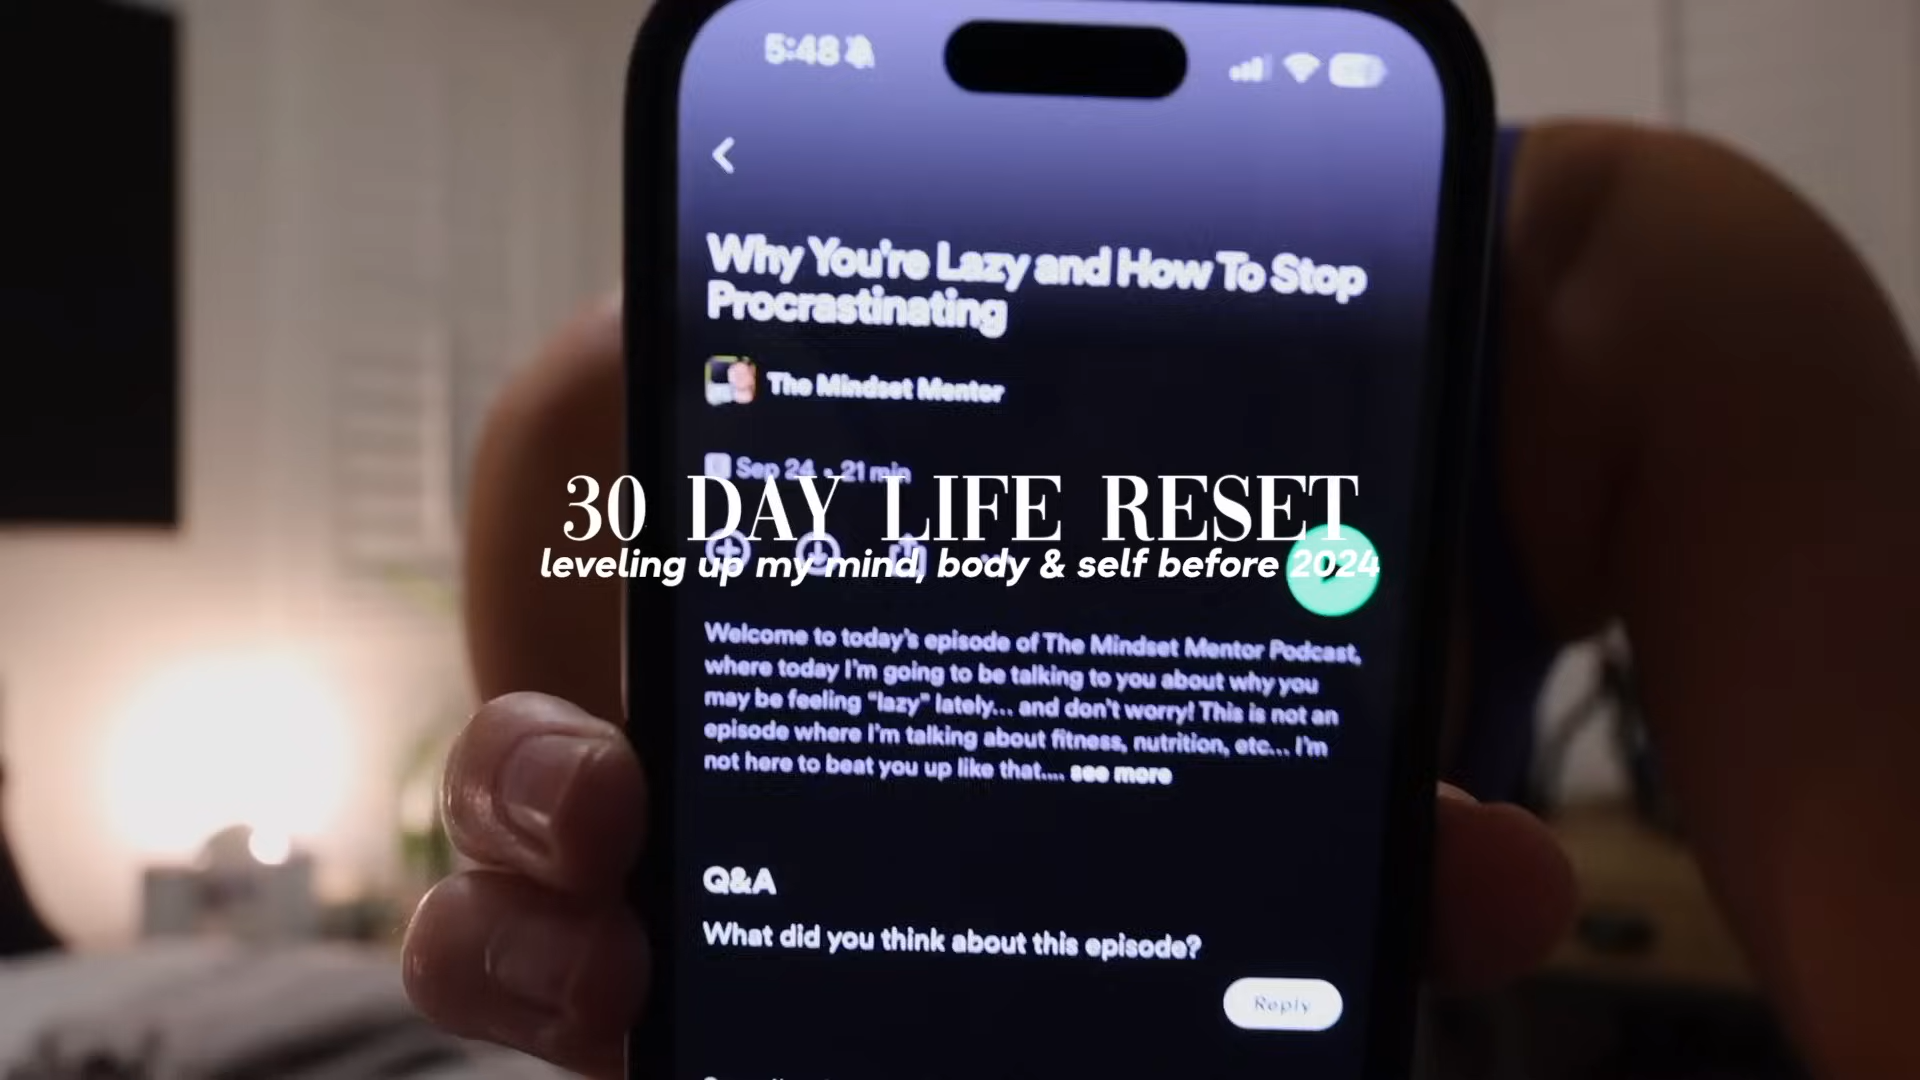 5:48
Why You're Lazy and How To Stop
Procrastinating
The Mindset Mentor
Sep 24 • 21 min
30 DAY LIFE RESET
leveling up my mind, body & self before 2024
Welcome to today's episode of The Mindset Mentor Podcast,
where today I'm going to be talking to you about why you
may be feeling "lazy" lately... and don't worry! This is not an
episode where I'm talking about fitness, nutrition, etc... I'm
not here to beat you up like that.... see more
Q&A
What did you think about this episode?
Reply